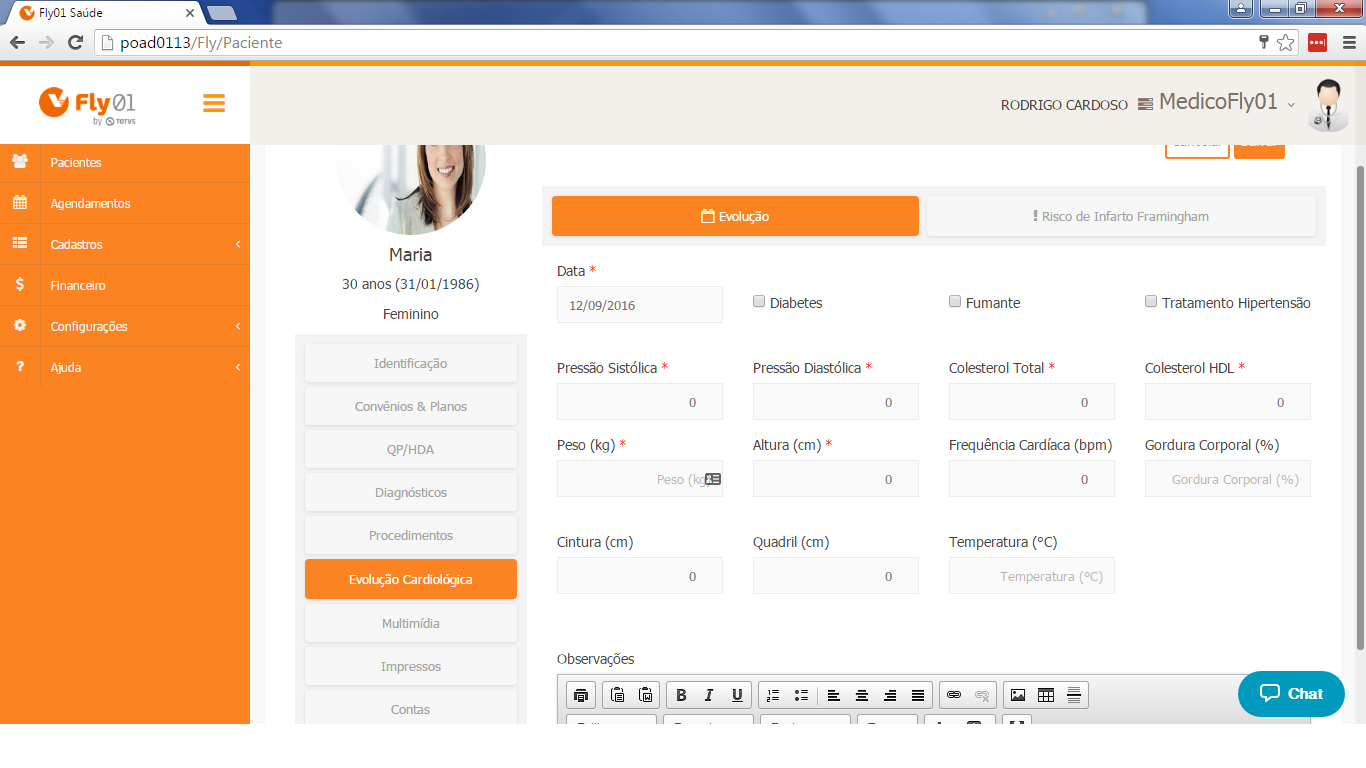 Fly01 Saúde
poad0113/Fly/Paciente
Fly01
by TOTVS
RODRIGO CARDOSO MedicoFly01
Pacientes
Agendamentos
Cadastros
Financeiro
Configurações
Ajuda
Maria
30 anos (31/01/1986)
Feminino
Identificação
Convênios & Planos
QP/HDA
Diagnósticos
Procedimentos
Evolução Cardiológica
Multimídia
Impressos
Contas
Evolução
! Risco de Infarto Framingham
Data *
12/09/2016
Diabetes
Fumante
Tratamento Hipertensão
Pressão Sistólica * Pressão Diastólica * Colesterol Total * Colesterol HDL *
0 0 0 0
Peso (kg) * Altura (cm) * Frequência Cardíaca (bpm) Gordura Corporal (%)
Peso (kg 0 0 Gordura Corporal (%)
Cintura (cm) Quadril (cm) Temperatura (°C)
0 0 Temperatura (°C)
Observações
B I U
Chat